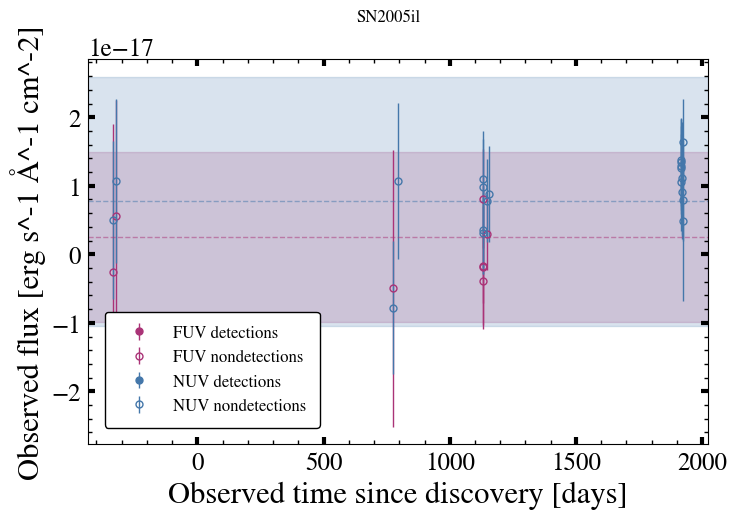 SN2005il
1e−17
Observed flux [erg s^-1 Å^-1 cm^-2]
2
1
0
−1
−2
FUV detections
FUV nondetections
NUV detections
NUV nondetections
0
500
1000
1500
2000
Observed time since discovery [days]